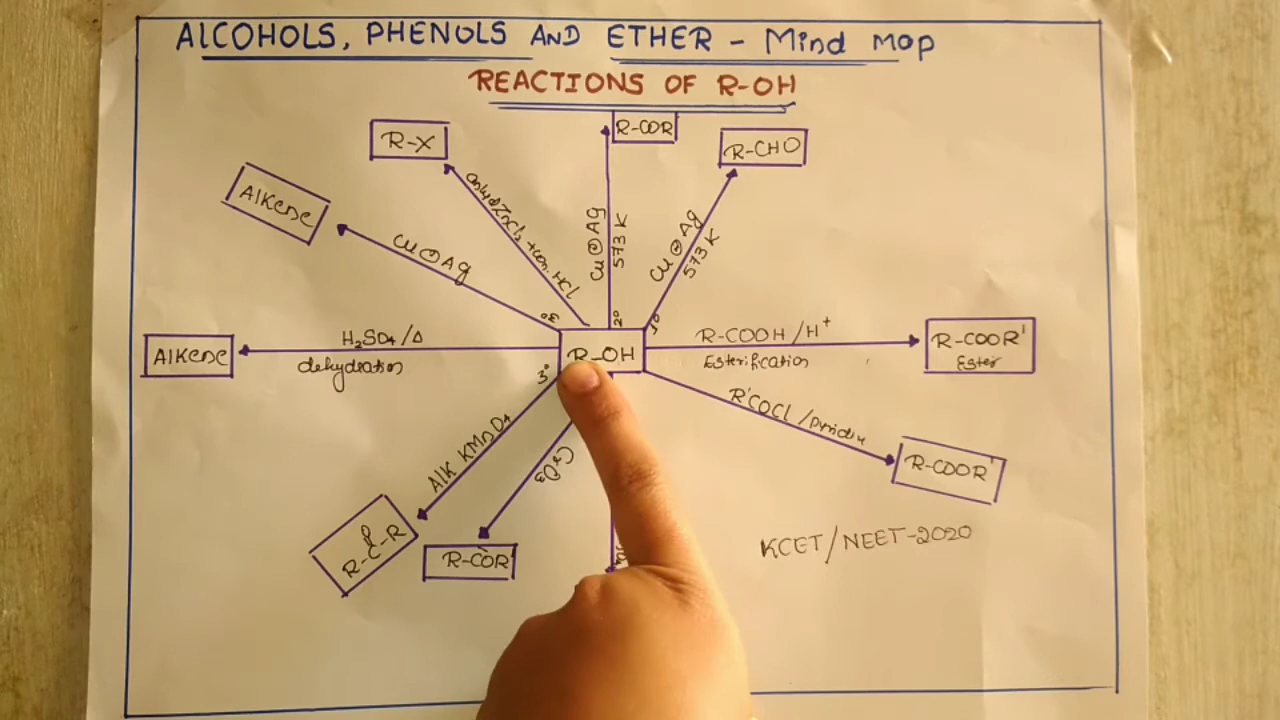 ALCOHOLS, PHENOLS AND ETHER - Mind map
REACTIONS OF R-OH
R-X
R-COR
R-CHO
Alkene
Cu Ag
Cu Ag
573 K
Cu Ag
573 K
3°
2°
1°
H2SO4/Δ
dehydration
Alkene
R-OH
R-COOH/H+
Esterification
R-COOR'
Ester
3°
Alk KMnO4
CrO3
R'COCl /
R-COOR'
O
R-C-R
R-COR'
KCET/NEET-2020